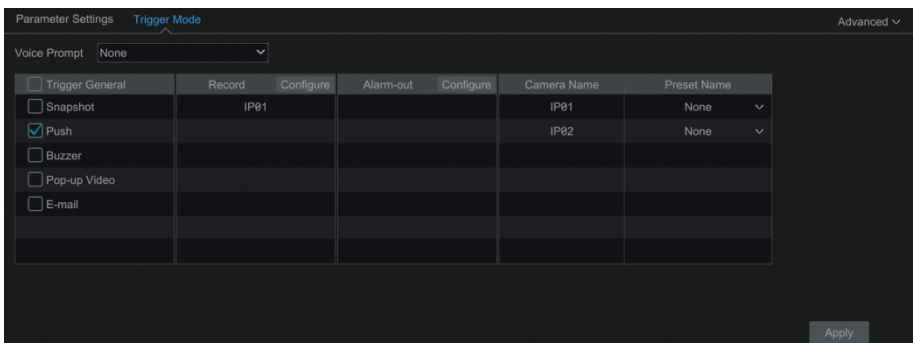 Parameter Settings Trigger Mode Advanced
Voice Prompt None
Trigger General Record Configure Alarm-out Configure Camera Name Preset Name
Snapshot IP01 IP01 None
Push IP02 None
Buzzer
Pop-up Video
E-mail
Apply